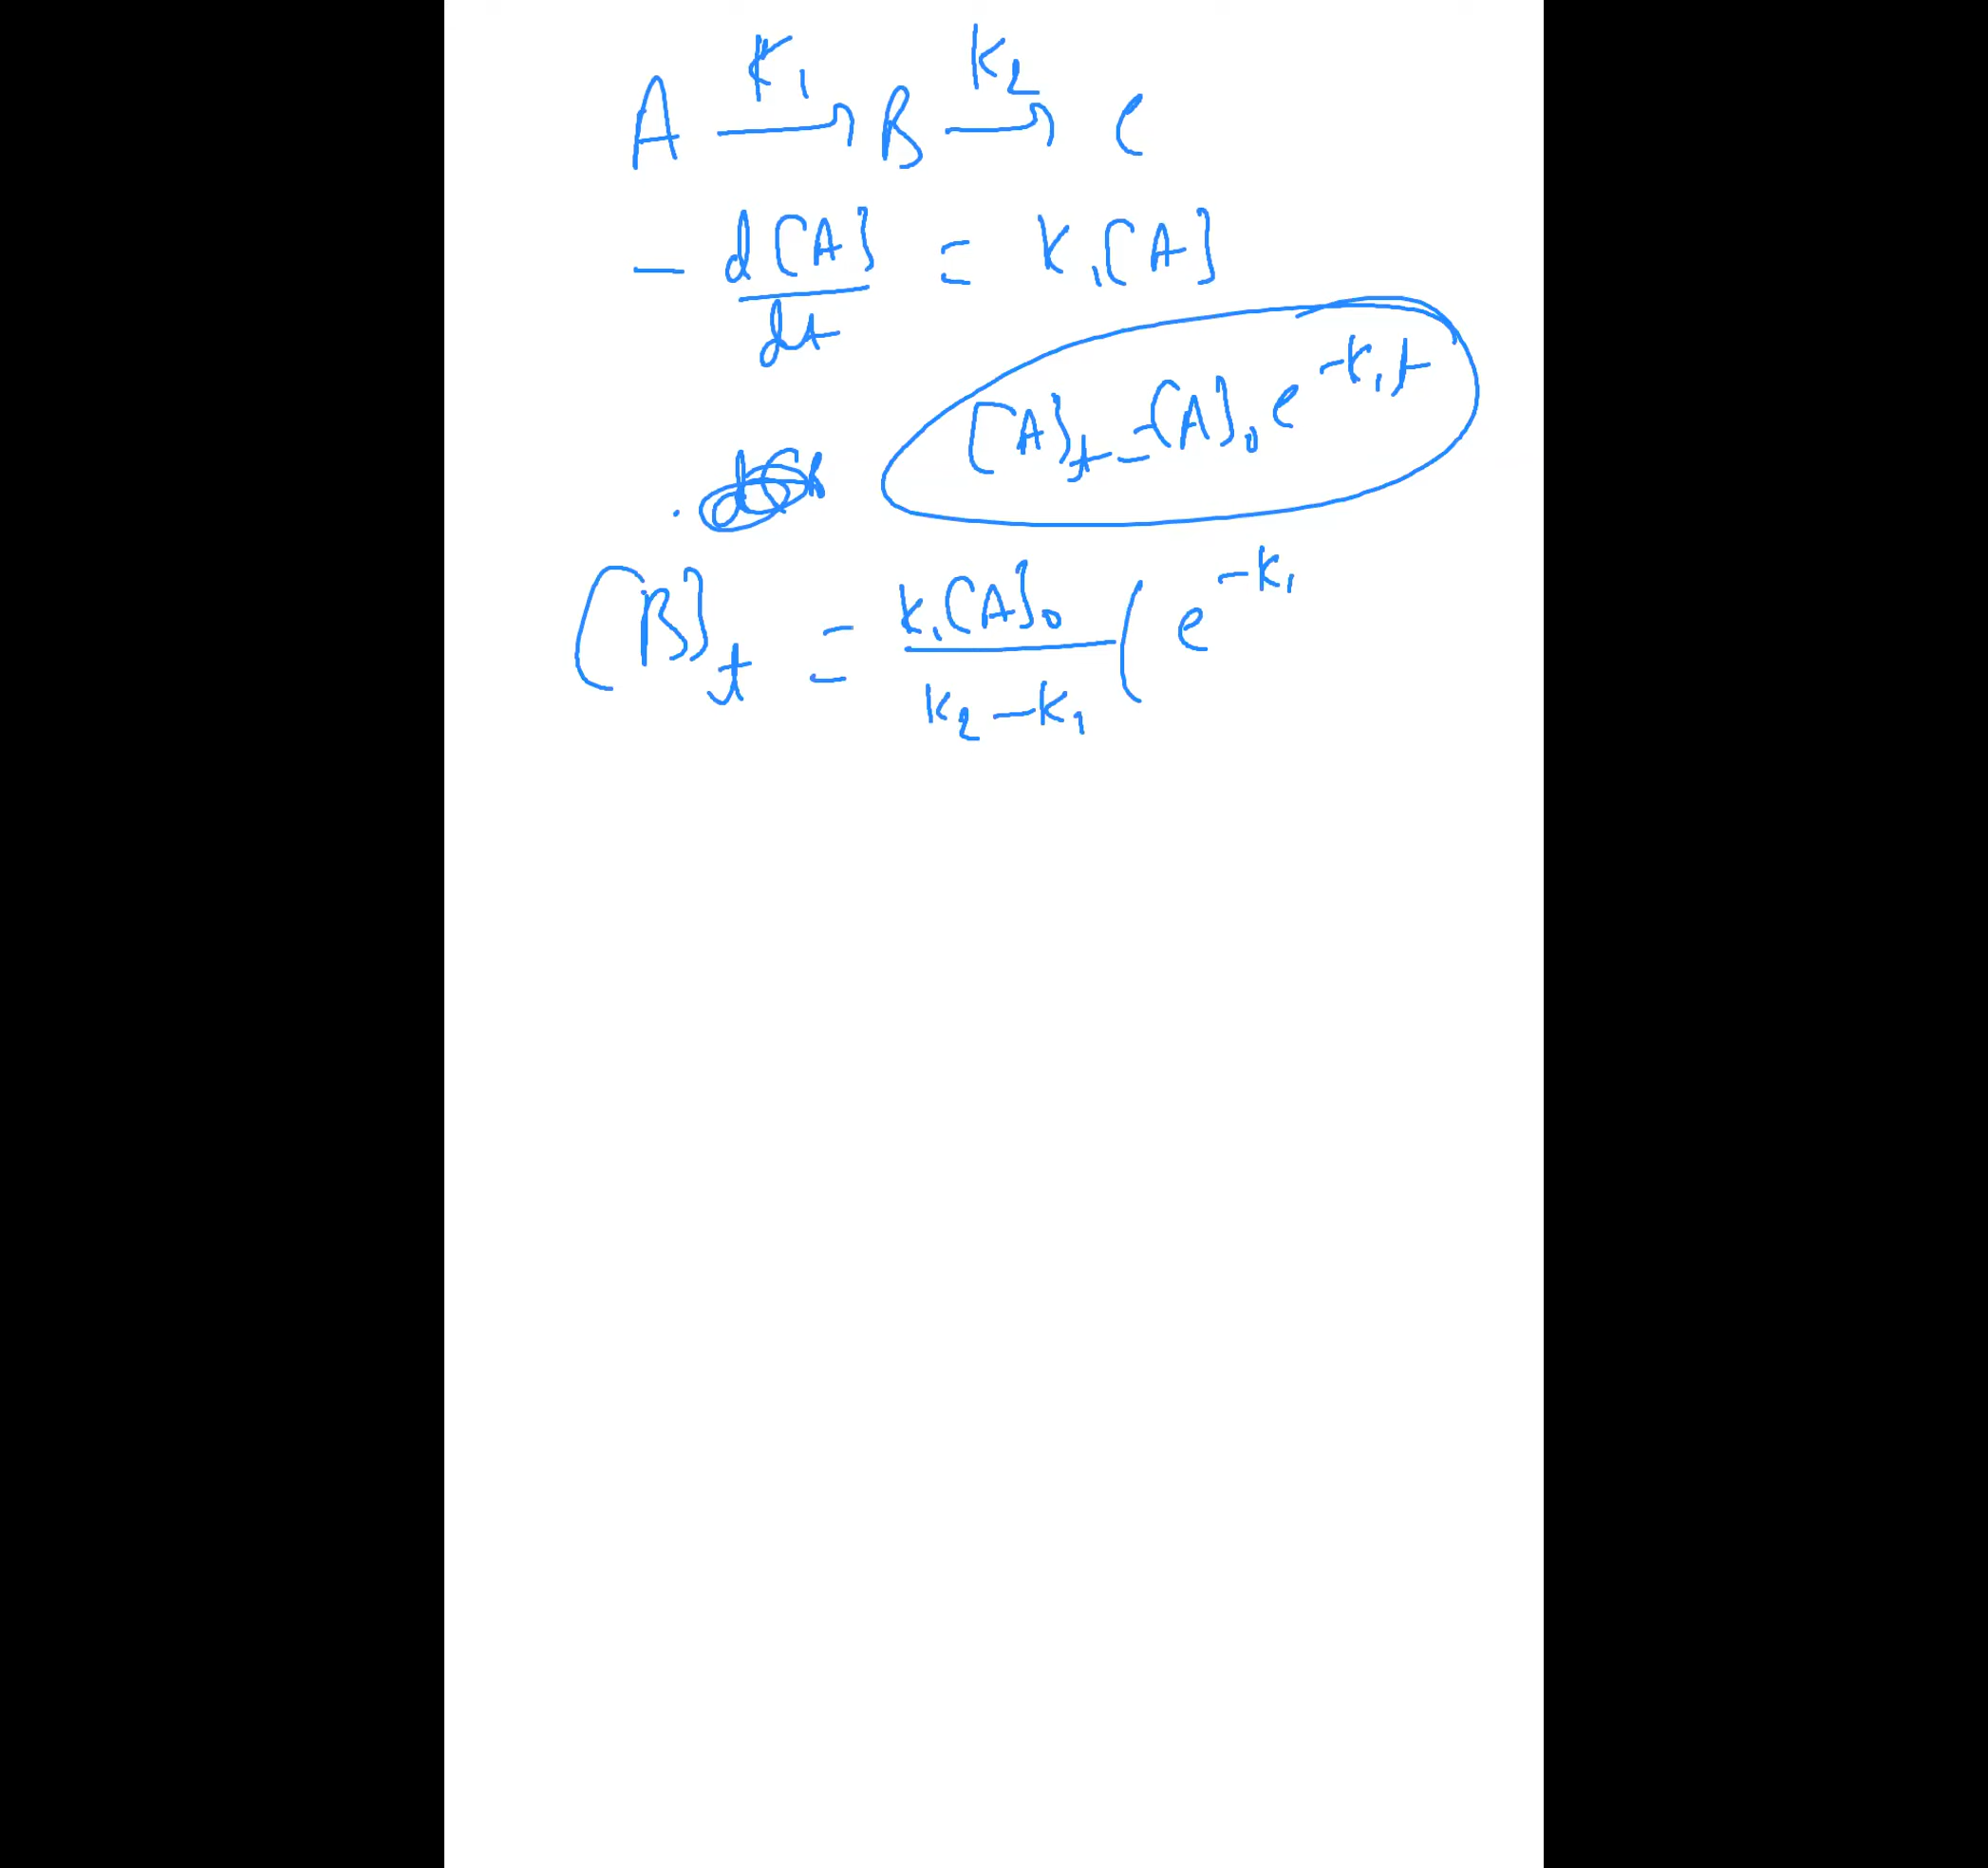 A —K₁→ B —K₂→ C
- d[A]/dt = K₁[A]
[A]ₜ = [A]₀ e^-K₁t
[B]ₜ = K₁[A]₀/(K₂-K₁) (e^-K₁